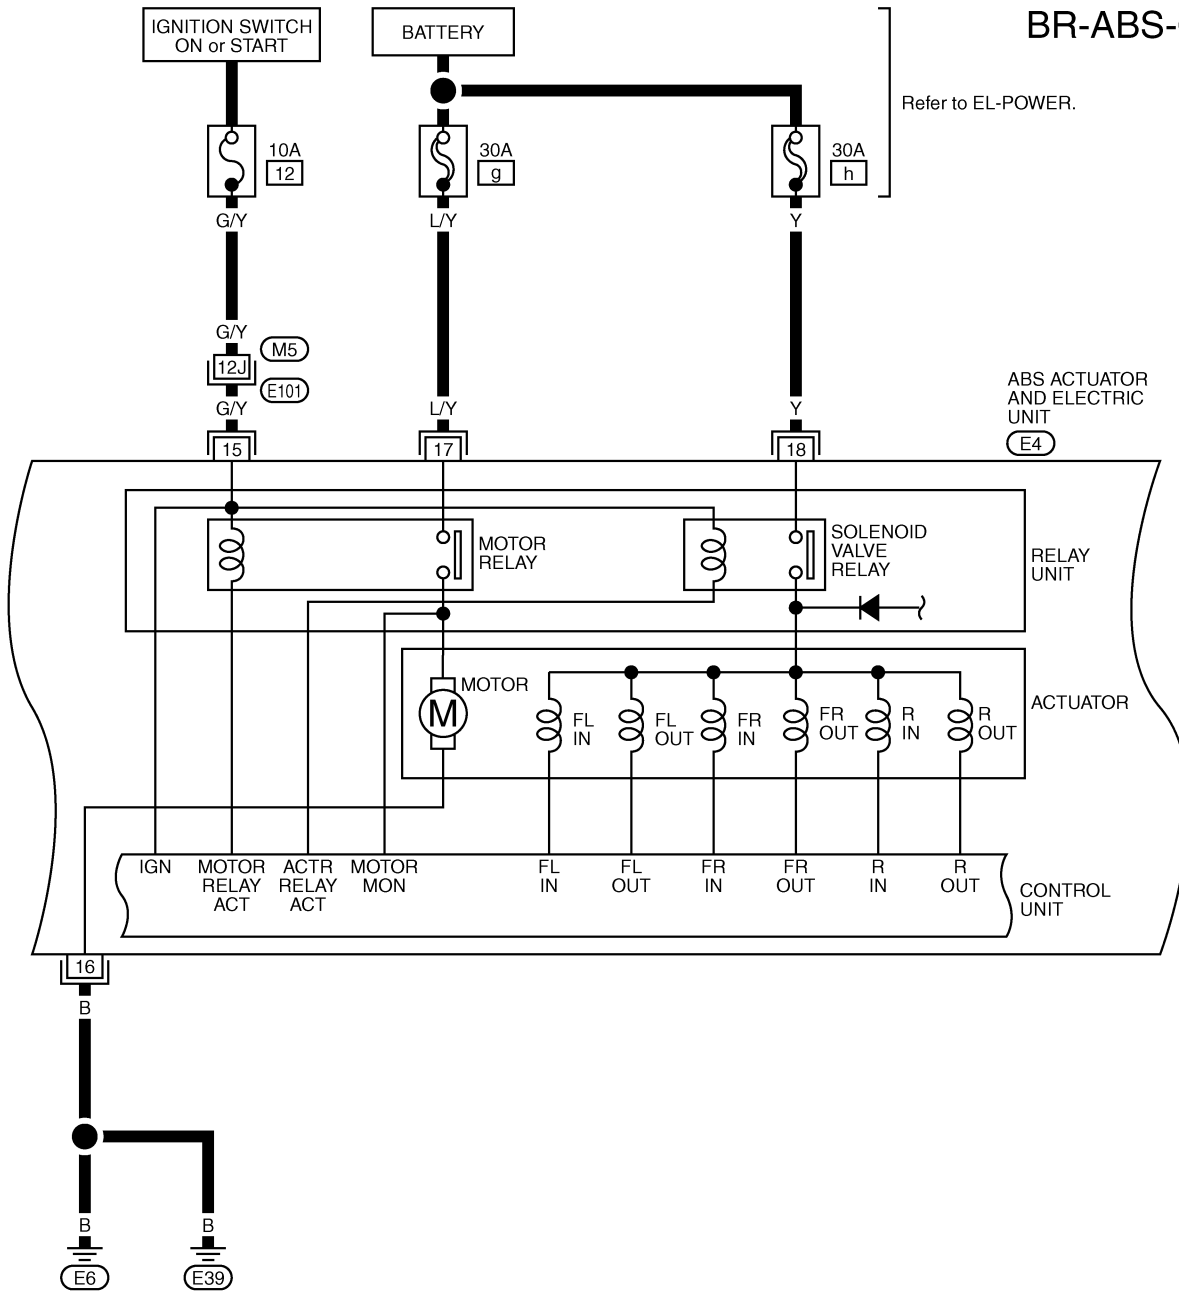 BR-ABS-
IGNITION SWITCH
ON or START
BATTERY
Refer to EL-POWER.
10A
12
30A
g
30A
h
G/Y
L/Y
Y
G/Y
M5
12J
E101
G/Y
L/Y
Y
ABS ACTUATOR
AND ELECTRIC
UNIT
E4
15
17
18
MOTOR
RELAY
SOLENOID
VALVE
RELAY
RELAY
UNIT
MOTOR
M
FL
IN
FL
OUT
FR
IN
FR
OUT
R
IN
R
OUT
ACTUATOR
IGN
MOTOR
RELAY
ACT
ACTR
RELAY
ACT
MOTOR
MON
FL
IN
FL
OUT
FR
IN
FR
OUT
R
IN
R
OUT
CONTROL
UNIT
16
B
B
B
E6
E39